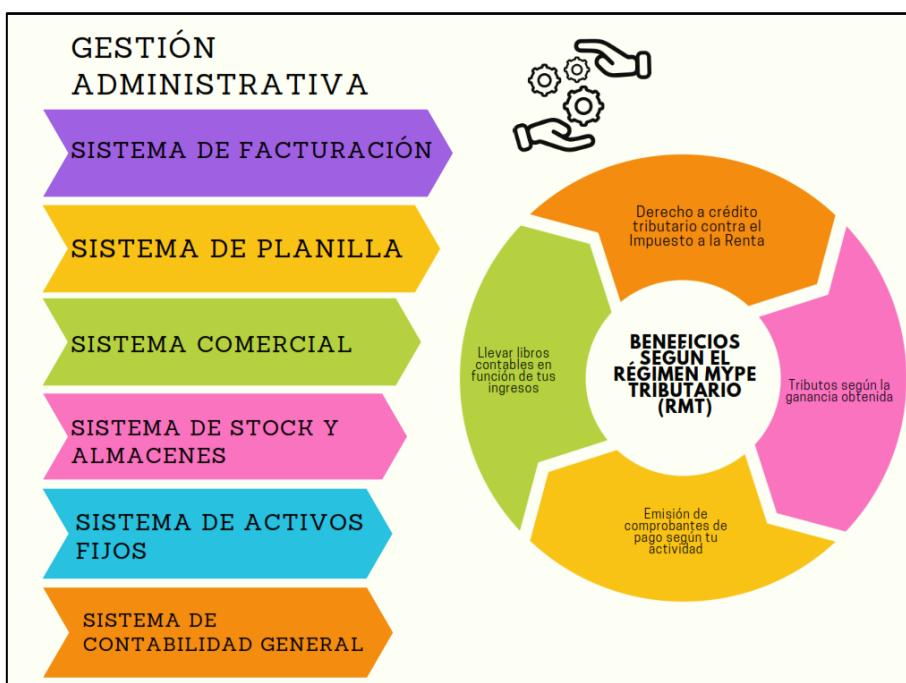 GESTIÓN
ADMINISTRATIVA
SISTEMA DE FACTURACIÓN
SISTEMA DE PLANILLA
SISTEMA COMERCIAL
SISTEMA DE STOCK Y
ALMACENES
SISTEMA DE ACTIVOS
FIJOS
SISTEMA DE
CONTABILIDAD GENERAL
Derecho a crédito
tributario contra el
Impuesto a la Renta
Tributos según la
ganancia obtenida
Emisión de
comprobantes de
pago según tu
actividad
Llevar libros
contables en
función de tus
ingresos
BENEFICIOS
SEGÚN EL
RÉGIMEN MYPE
TRIBUTARIO
(RMT)